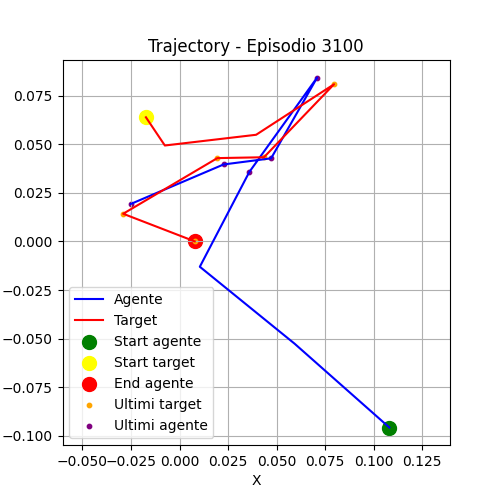 Trajectory - Episodio 3100
0.075
0.050
0.025
0.000
−0.025
−0.050
−0.075
−0.100
Agente
Target
Start agente
Start target
End agente
Ultimi target
Ultimi agente
−0.050 −0.025 0.000 0.025 0.050 0.075 0.100 0.125
X